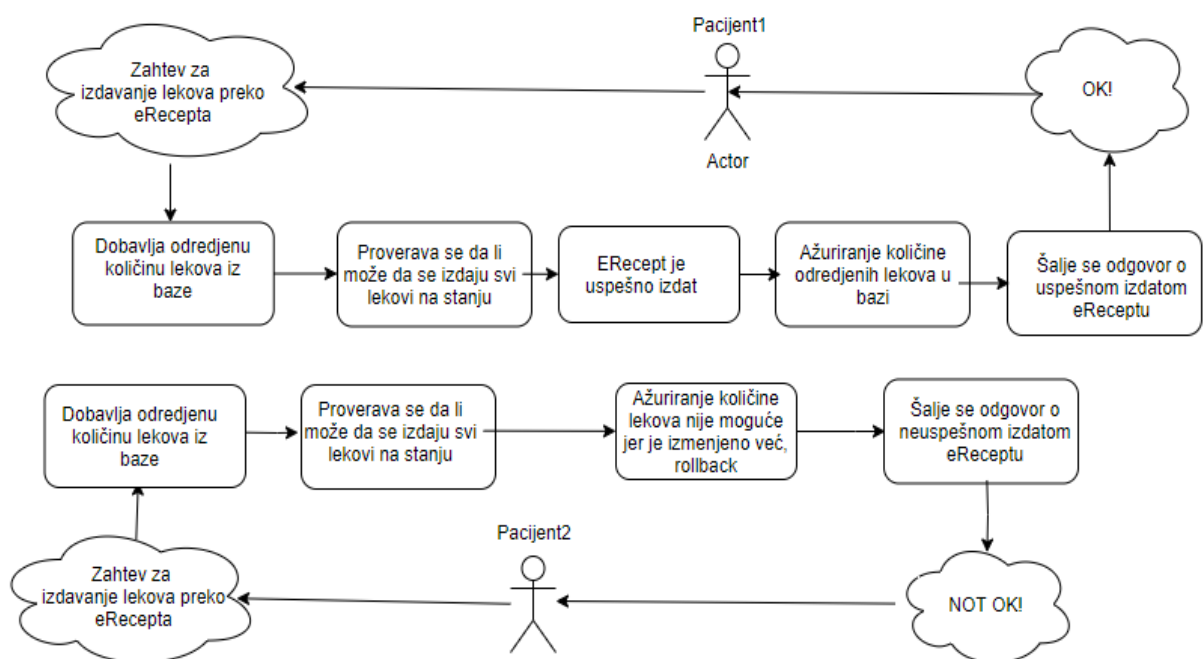 Pacijent1
Zahtev za
izdavanje lekova preko
eRecepta
OK!
Actor
Dobavlja odredjenu
količinu lekova iz
baze
Proverava se da li
može da se izdaju svi
lekovi na stanju
ERecept je
uspešno izdat
Ažuriranje količine
odredjenih lekova u
bazi
Šalje se odgovor o
uspešnom izdatom
eReceptu
Dobavlja odredjenu
količinu lekova iz
baze
Proverava se da li
može da se izdaju svi
lekovi na stanju
Ažuriranje količine
lekova nije moguće
jer je izmenjeno već,
rollback
Šalje se odgovor o
neuspešnom izdatom
eReceptu
Pacijent2
Zahtev za
izdavanje lekova preko
eRecepta
NOT OK!